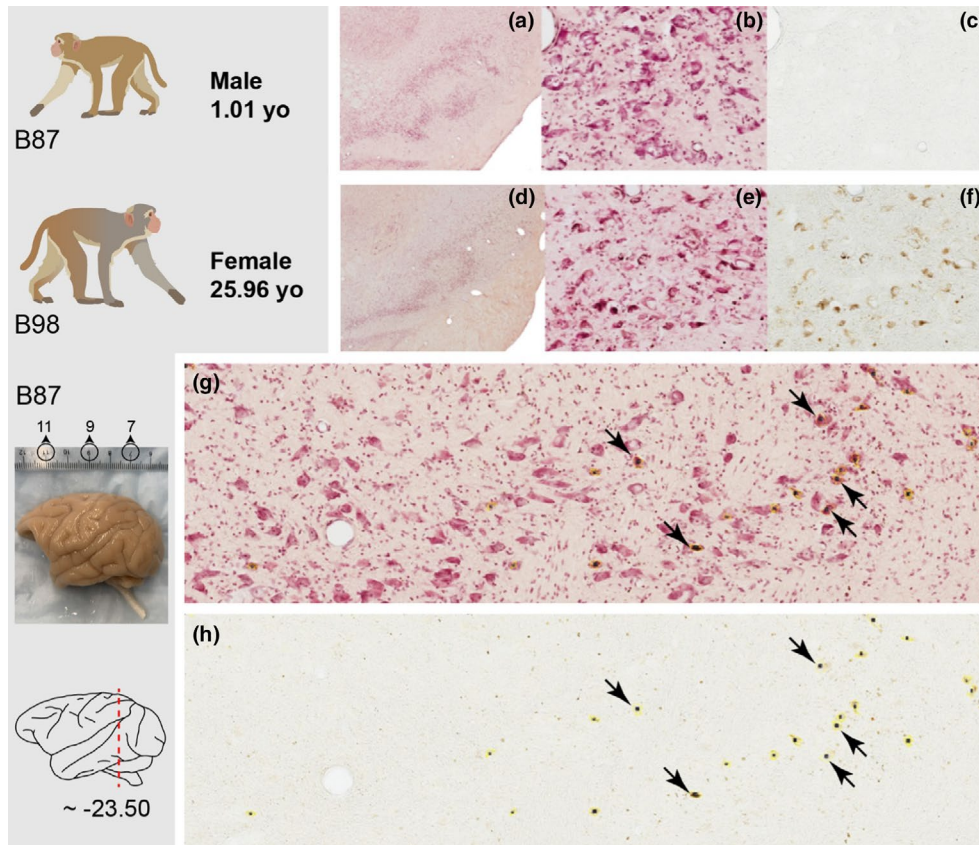 (a) (b) (c)
Male
1.01 yo
B87
(d) (e) (f)
Female
25.96 yo
B98
(g)
B87
11 9 7
(h)
~ -23.50